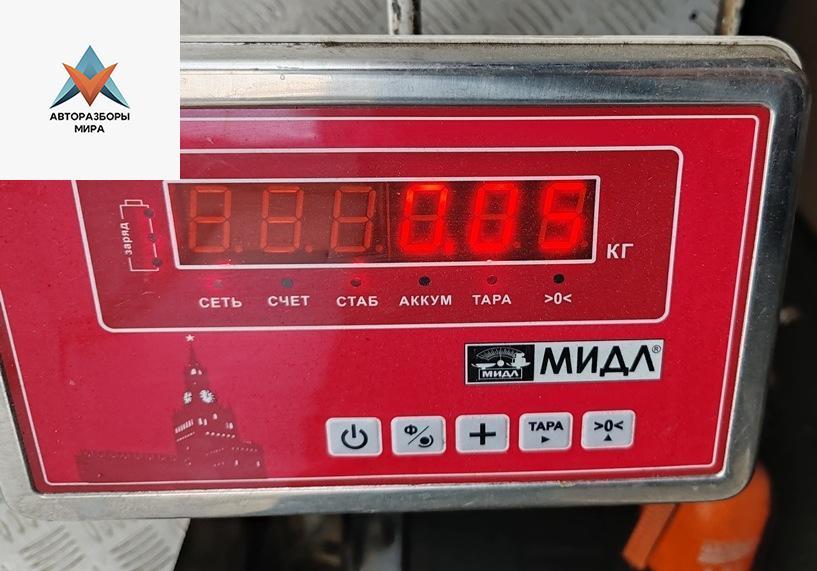 АВТОРАЗБОРЫ
МИРА
заряд
0.05
КГ
СЕТЬ СЧЕТ СТАБ АККУМ ТАРА >0<
МИДЛ МИДЛ®
Ф/ + ТАРА >0<